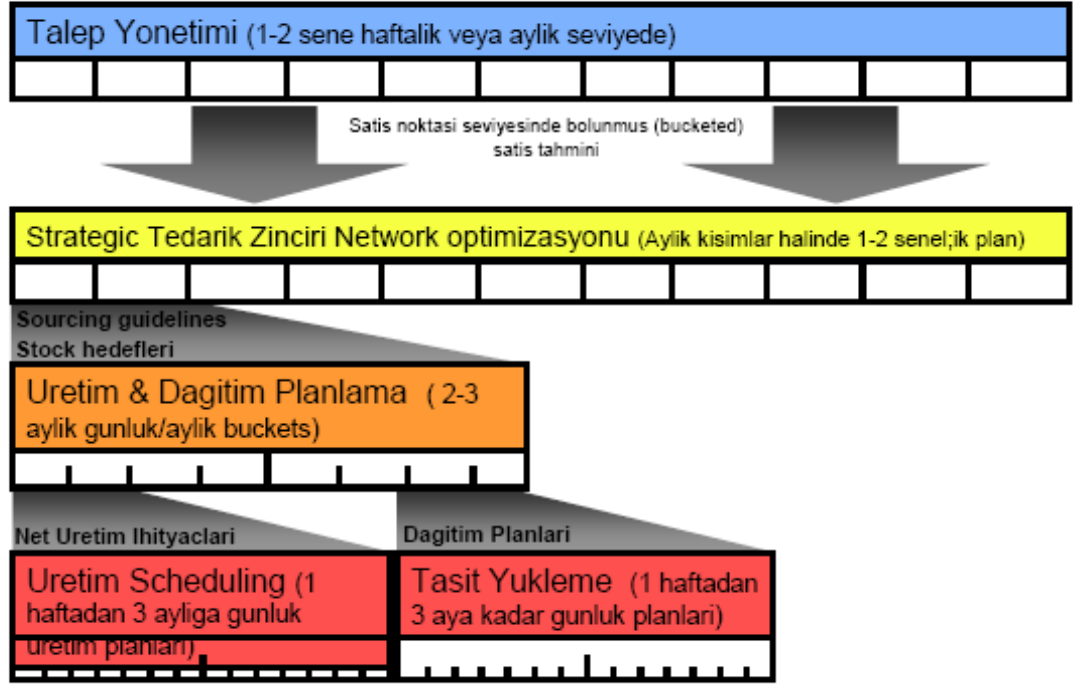 Talep Yonetimi (1-2 sene haftalik veya aylik seviyede)
Satis noktasi seviyesinde bolunmus (bucketed)
satis tahmini
Strategic Tedarik Zinciri Network optimizasyonu (Aylik kisimlar halinde 1-2 senel;ik plan)
Sourcing guidelines
Stock hedefleri
Uretim & Dagitim Planlama ( 2-3
aylik gunluk/aylik buckets)
Net Uretim Ihityaclari
Uretim Scheduling (1
haftadan 3 ayliga gunluk
uretim planlari)
Dagitim Planlari
Tasit Yukleme (1 haftadan
3 aya kadar gunluk planlari)